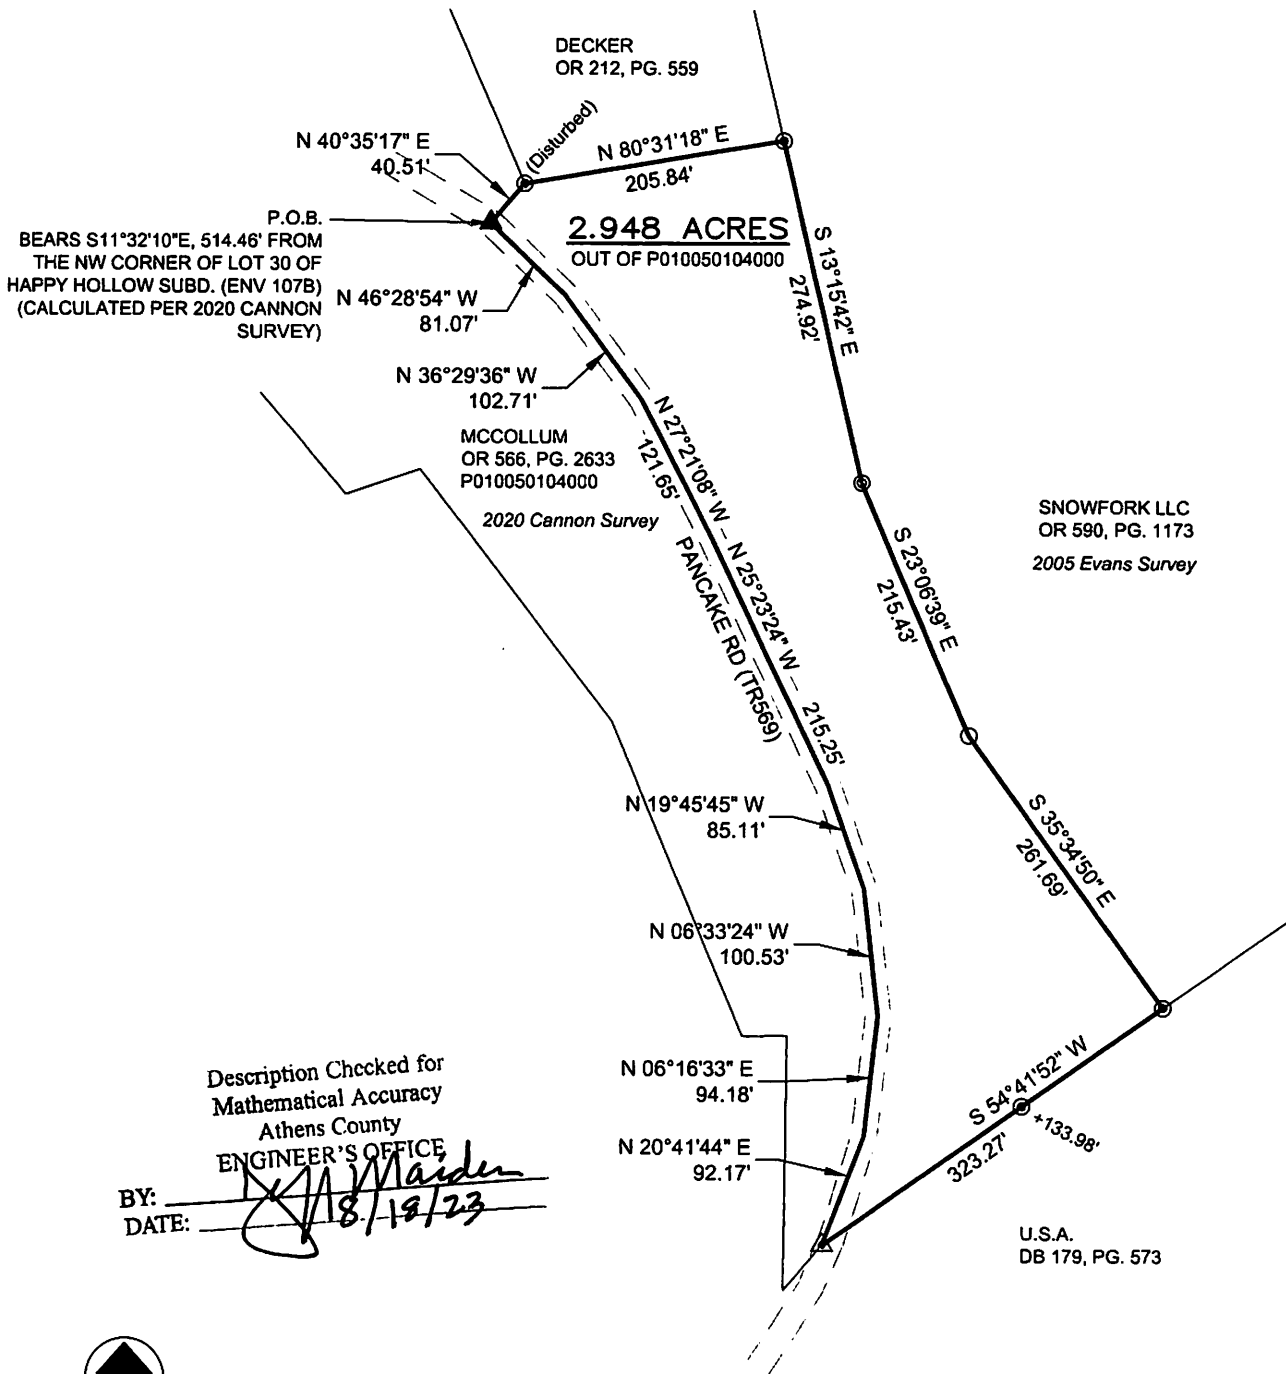 DECKER
OR 212, PG. 559
(Disturbed)
N 40°35'17" E
40.51'
N 80°31'18" E
205.84'
P.O.B.
BEARS S11°32'10"E, 514.46' FROM
THE NW CORNER OF LOT 30 OF
HAPPY HOLLOW SUBD. (ENV 107B)
(CALCULATED PER 2020 CANNON
SURVEY)
2.948 ACRES
OUT OF P010050104000
S 13°15'42" E
274.92'
N 46°28'54" W
81.07'
N 36°29'36" W
102.71'
MCCOLLUM
OR 566, PG. 2633
P010050104000
2020 Cannon Survey
N 27°21'08" W
121.65'
PANCAKE RD (TR569)
N 25°23'24" W
215.25'
SNOWFORK LLC
OR 590, PG. 1173
2005 Evans Survey
S 23°06'39" E
215.43'
S 35°34'50" E
261.69'
N 19°45'45" W
85.11'
N 06°33'24" W
100.53'
N 06°16'33" E
94.18'
N 20°41'44" E
92.17'
S 54°41'52" W
323.27'
+133.98'
U.S.A.
DB 179, PG. 573
Description Checked for
Mathematical Accuracy
Athens County
ENGINEER'S OFFICE
BY: Maiden
DATE: 8/18/23